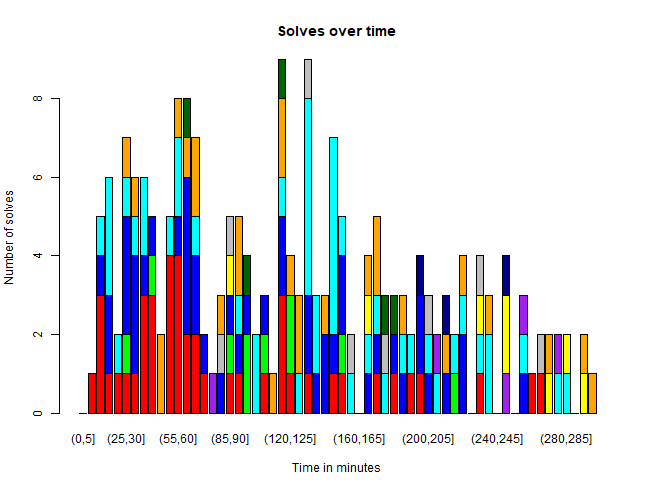 Solves over time
Number of solves
8
6
4
2
0
(0,5] (25,30] (55,60] (85,90] (120,125] (160,165] (200,205] (240,245] (280,285]
Time in minutes